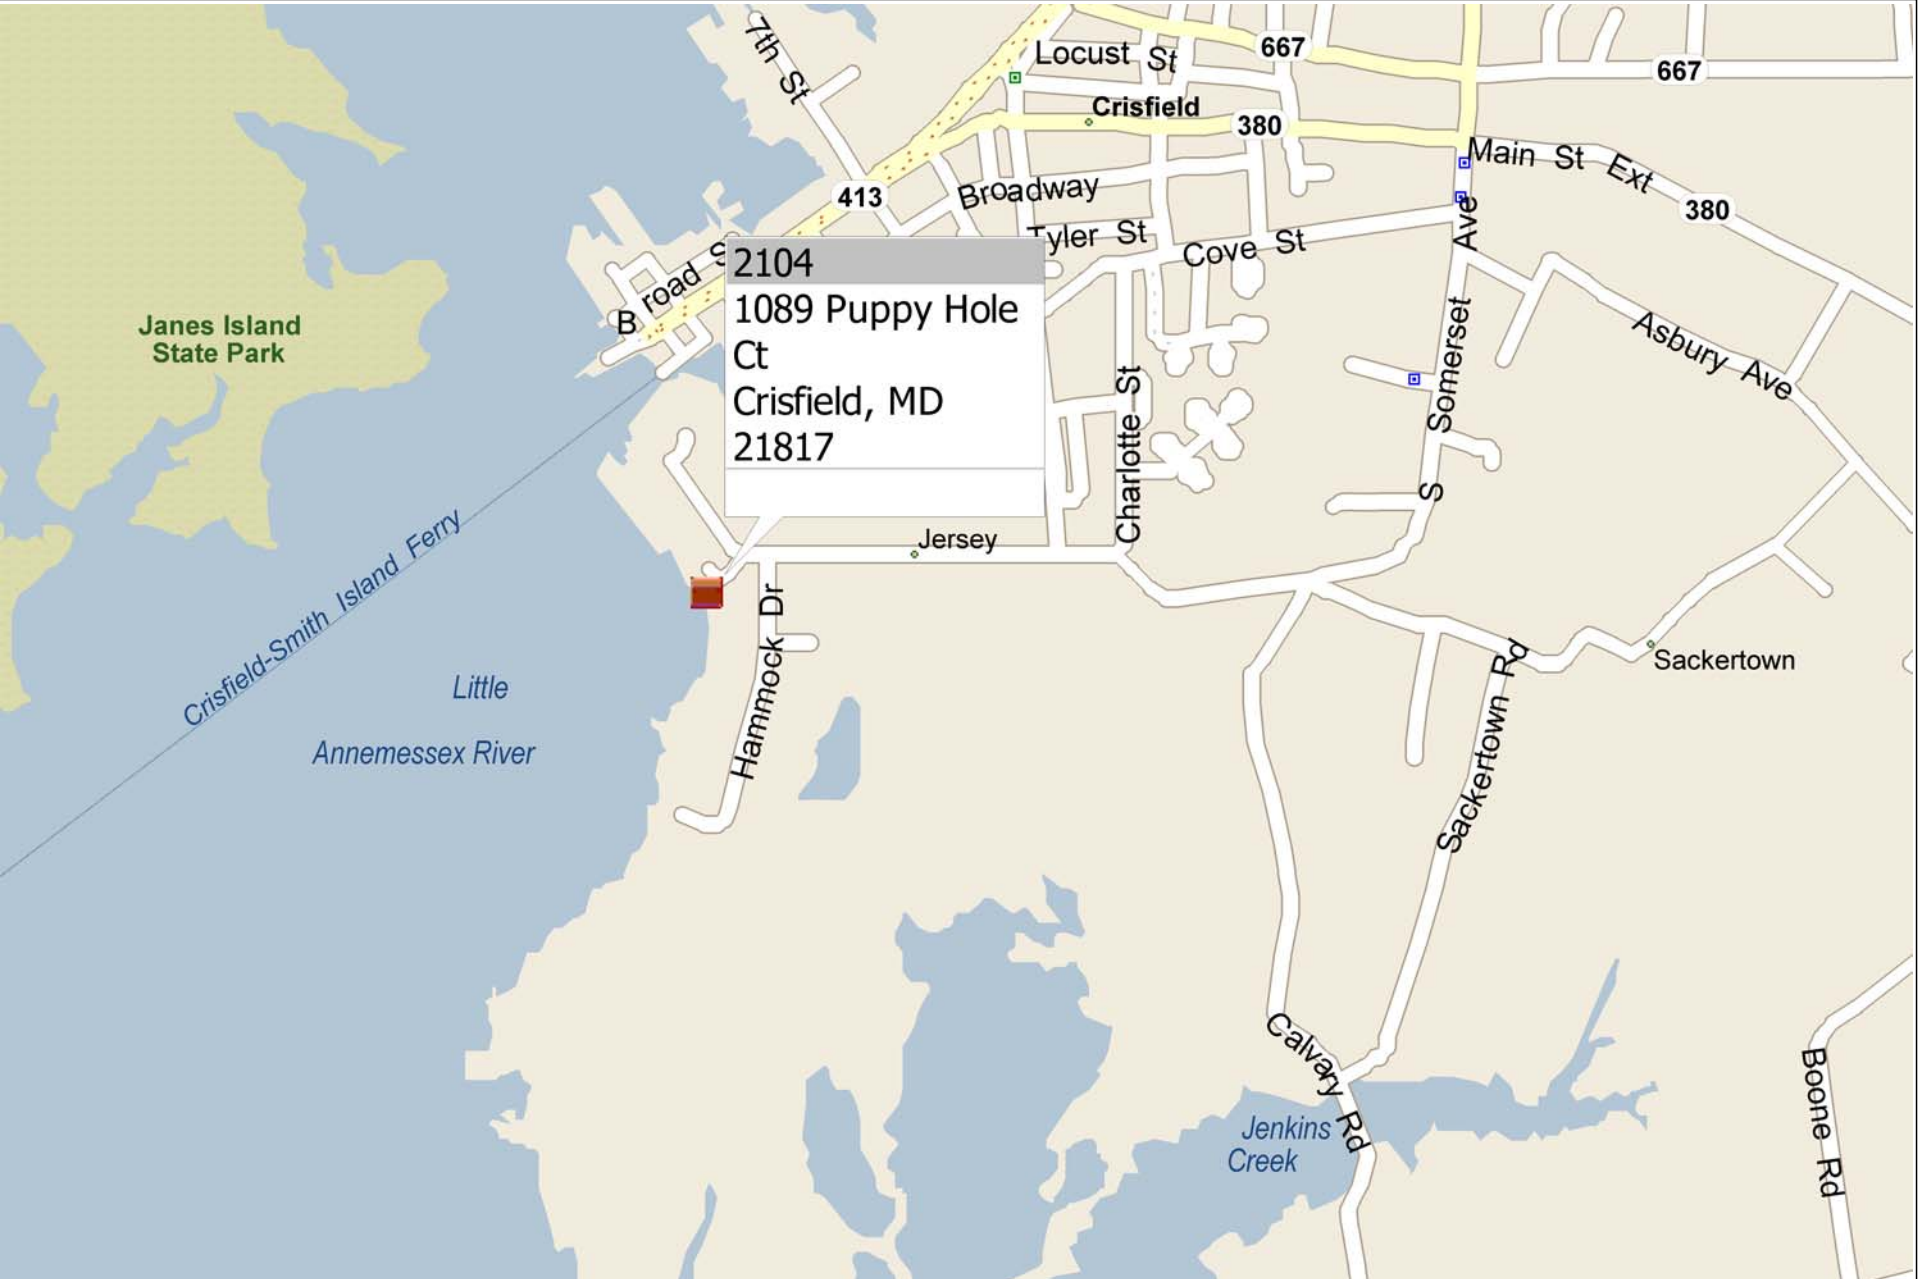 7th St
Locust St
667
667
Crisfield
380
Main St Ext
413
Broadway
380
Tyler St
Cove St
Broad S
2104
1089 Puppy Hole
Ct
Crisfield, MD
21817
Janes Island
State Park
Asbury Ave
S Somerset Ave
Charlotte St
Crisfield-Smith Island Ferry
Jersey
Hammock Dr
Sackertown
Sackertown Rd
Little
Annemessex River
Calvary Rd
Boone Rd
Jenkins
Creek